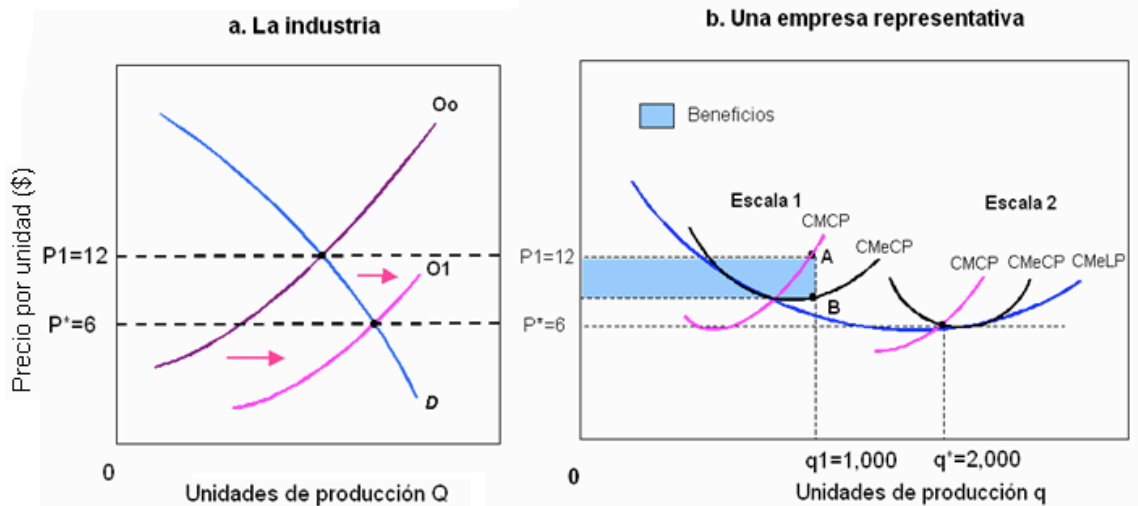 a. La industria
Precio por unidad ($)
Oo
P1=12
O1
P*=6
D
0
Unidades de producción Q
b. Una empresa representativa
Beneficios
Escala 1
Escala 2
CMCP
A
CMeCP
CMCP
CMeCP
CMeLP
P1=12
B
P*=6
0
q1=1,000
q*=2,000
Unidades de producción q